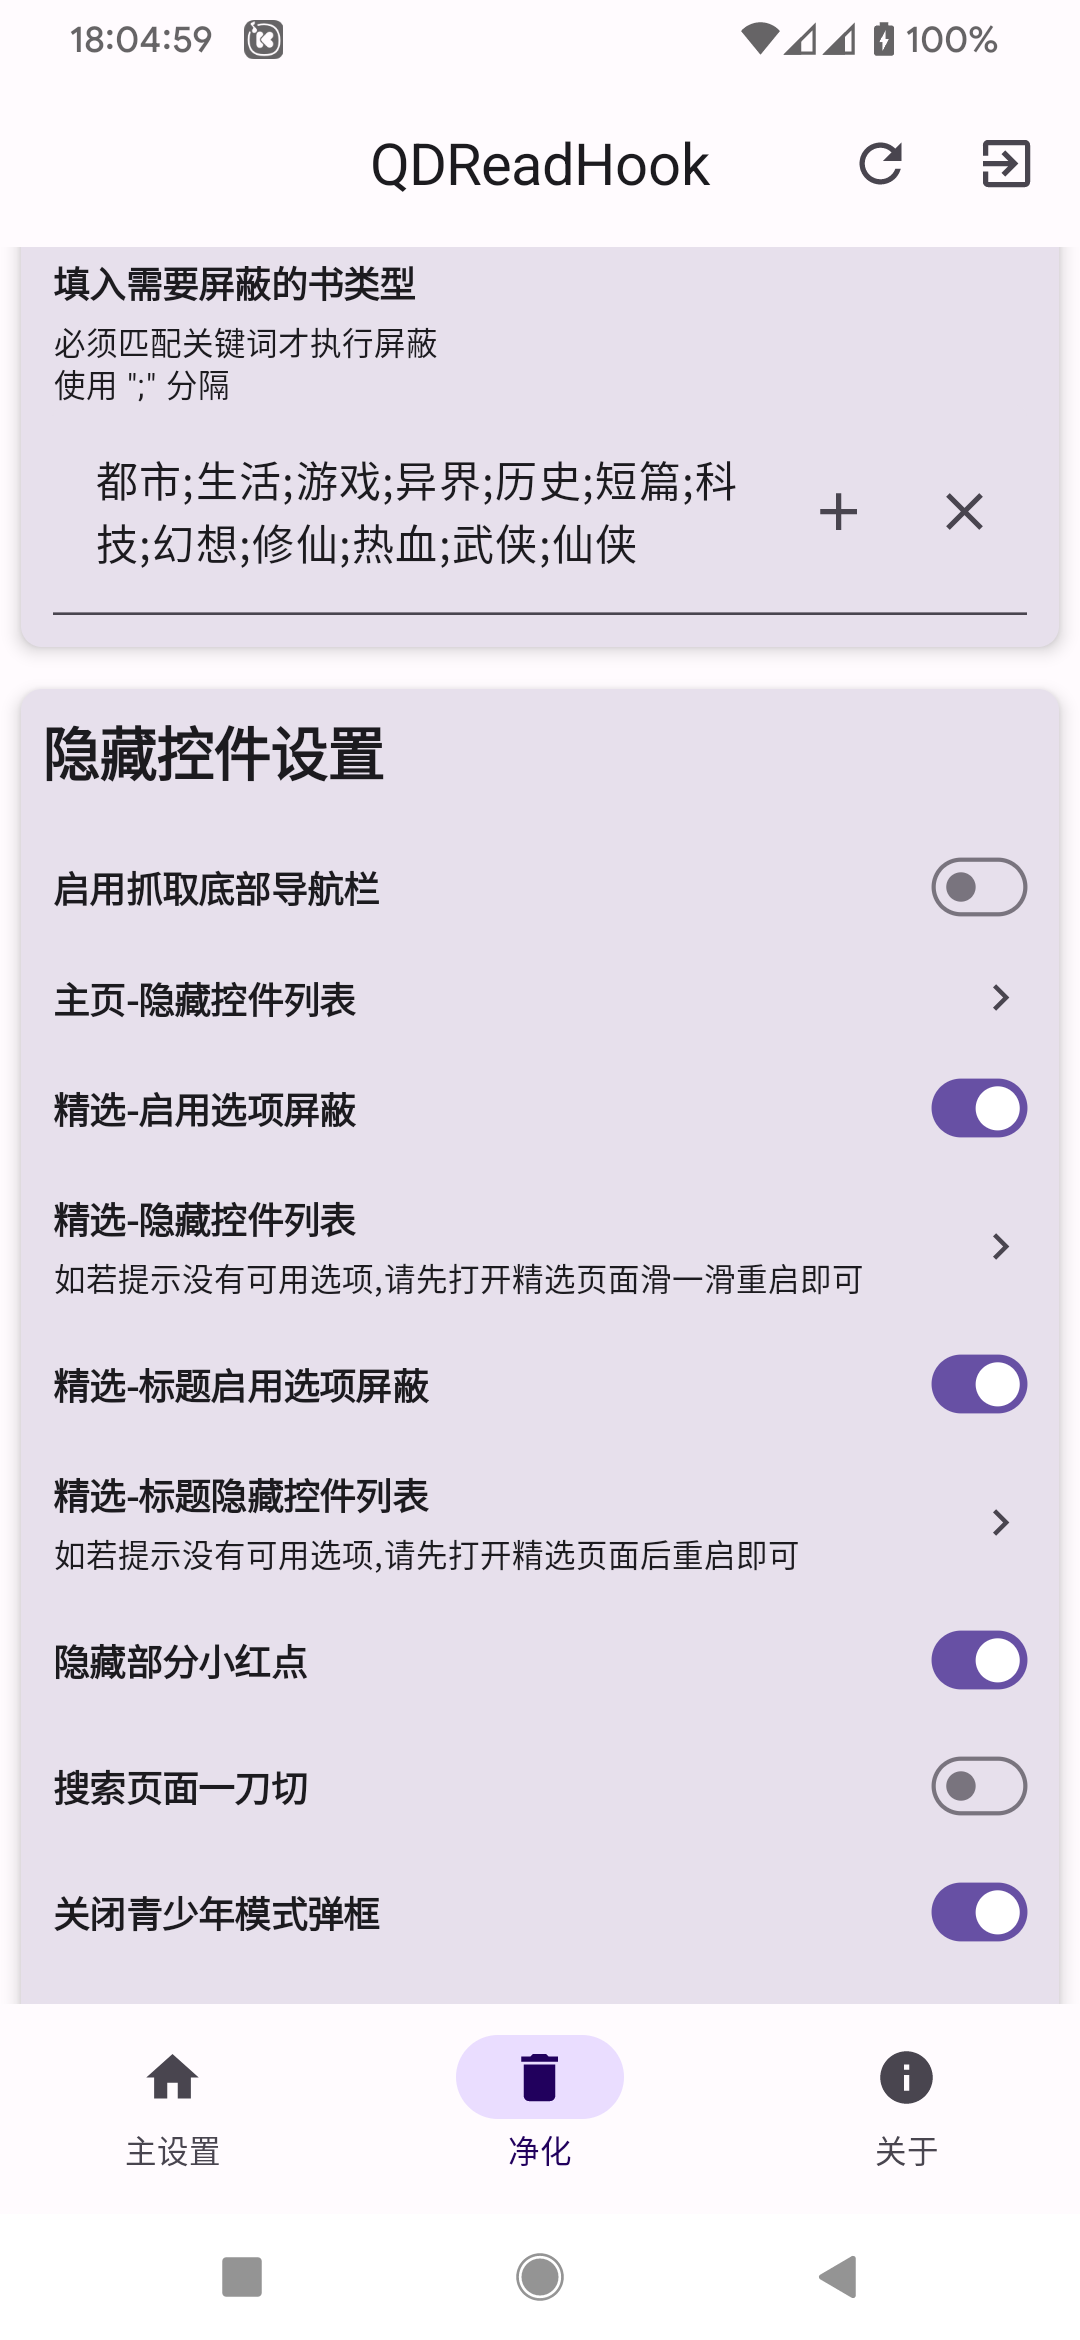 18:04:59
100%
QDReadHook
填入需要屏蔽的书类型
必须匹配关键词才执行屏蔽
使用 ";" 分隔
都市;生活;游戏;异界;历史;短篇;科
技;幻想;修仙;热血;武侠;仙侠
隐藏控件设置
启用抓取底部导航栏
主页-隐藏控件列表
精选-启用选项屏蔽
精选-隐藏控件列表
如若提示没有可用选项,请先打开精选页面滑一滑重启即可
精选-标题启用选项屏蔽
精选-标题隐藏控件列表
如若提示没有可用选项,请先打开精选页面后重启即可
隐藏部分小红点
搜索页面一刀切
关闭青少年模式弹框
主设置
净化
关于